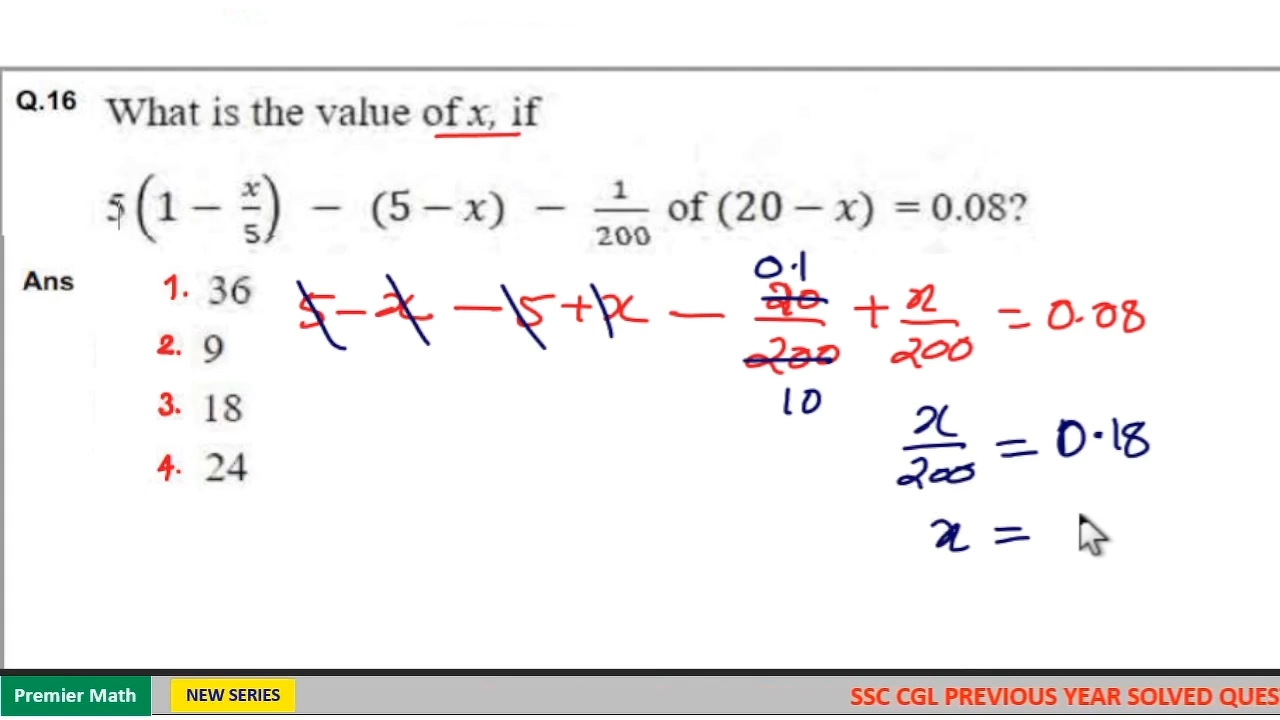 Q.16 What is the value of x, if
5(1 − x/5) − (5 − x) − 1/200 of (20 − x) = 0.08?
Ans 1. 36
2. 9
3. 18
4. 24
5 − x − 5 + x − 20/200 + x/200 = 0.08
0.1
10
x/200 = 0.18
x =
Premier Math NEW SERIES SSC CGL PREVIOUS YEAR SOLVED QUES